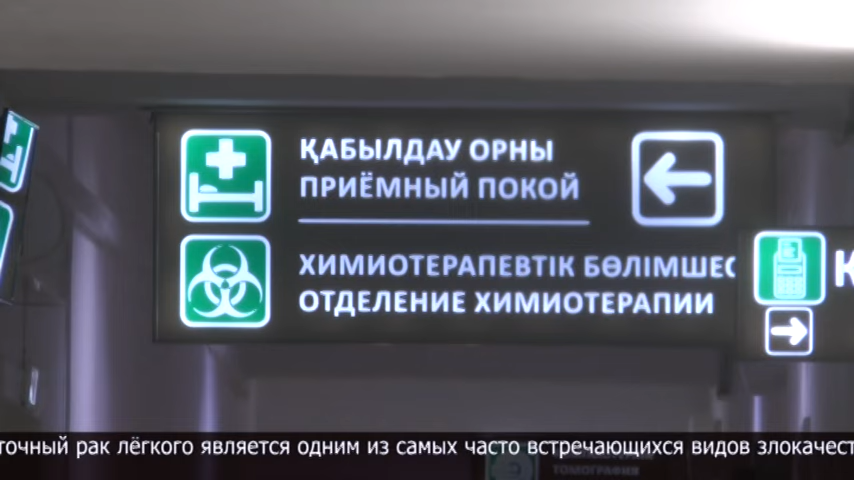 ҚАБЫЛДАУ ОРНЫ
ПРИЁМНЫЙ ПОКОЙ
ХИМИОТЕРАПЕВТІК БӨЛІМШЕС
ОТДЕЛЕНИЕ ХИМИОТЕРАПИИ
Қ
точный рак лёгкого является одним из самых часто встречающихся видов злокачест
ТОМОГРАФИЯ